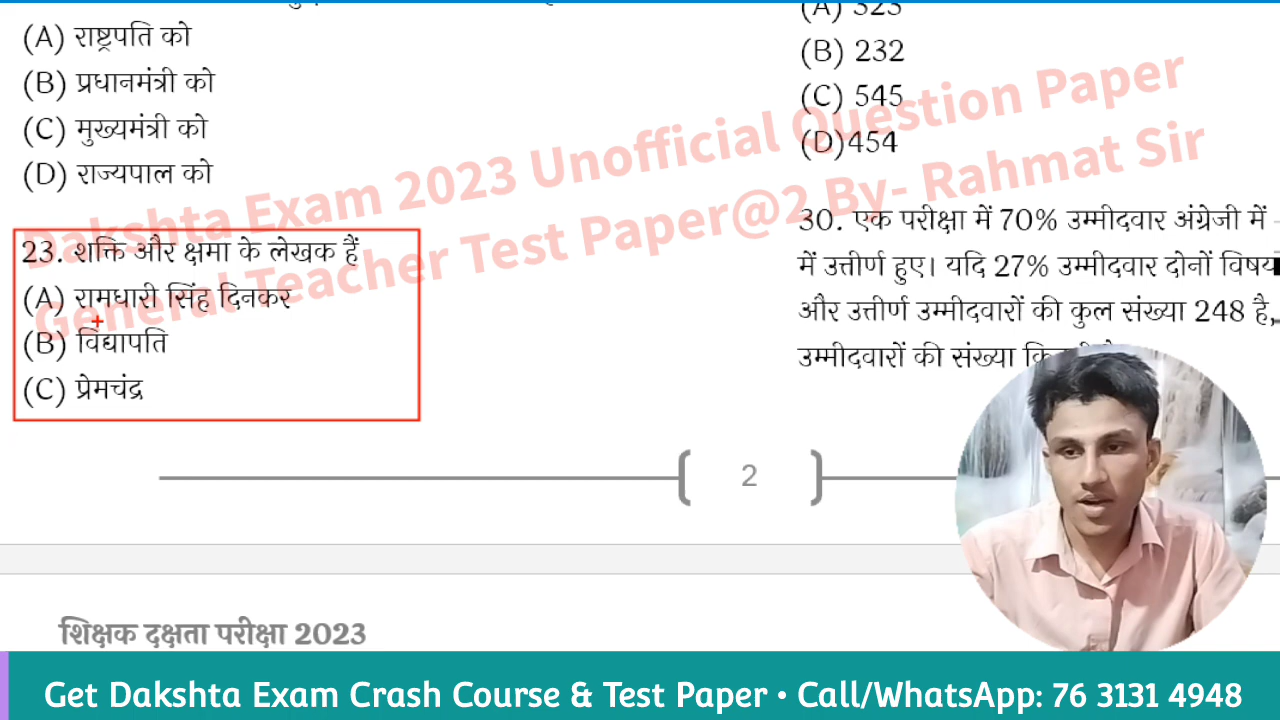 (A) राष्ट्रपति को
(B) प्रधानमंत्री को
(C) मुख्यमंत्री को
(D) राज्यपाल को
23. शक्ति और क्षमा के लेखक हैं
(A) रामधारी सिंह दिनकर
(B) विद्यापति
(C) प्रेमचंद्र
(A) 323
(B) 232
(C) 545
(D)454
30. एक परीक्षा में 70% उम्मीदवार अंग्रेजी में
में उत्तीर्ण हुए। यदि 27% उम्मीदवार दोनों विषय
और उत्तीर्ण उम्मीदवारों की कुल संख्या 248 है,
उम्मीदवारों की संख्या
Dakshta Exam 2023 Unofficial Question Paper
General Teacher Test Paper@2 By- Rahmat Sir
2
शिक्षक दक्षता परीक्षा 2023
Get Dakshta Exam Crash Course & Test Paper • Call/WhatsApp: 76 3131 4948